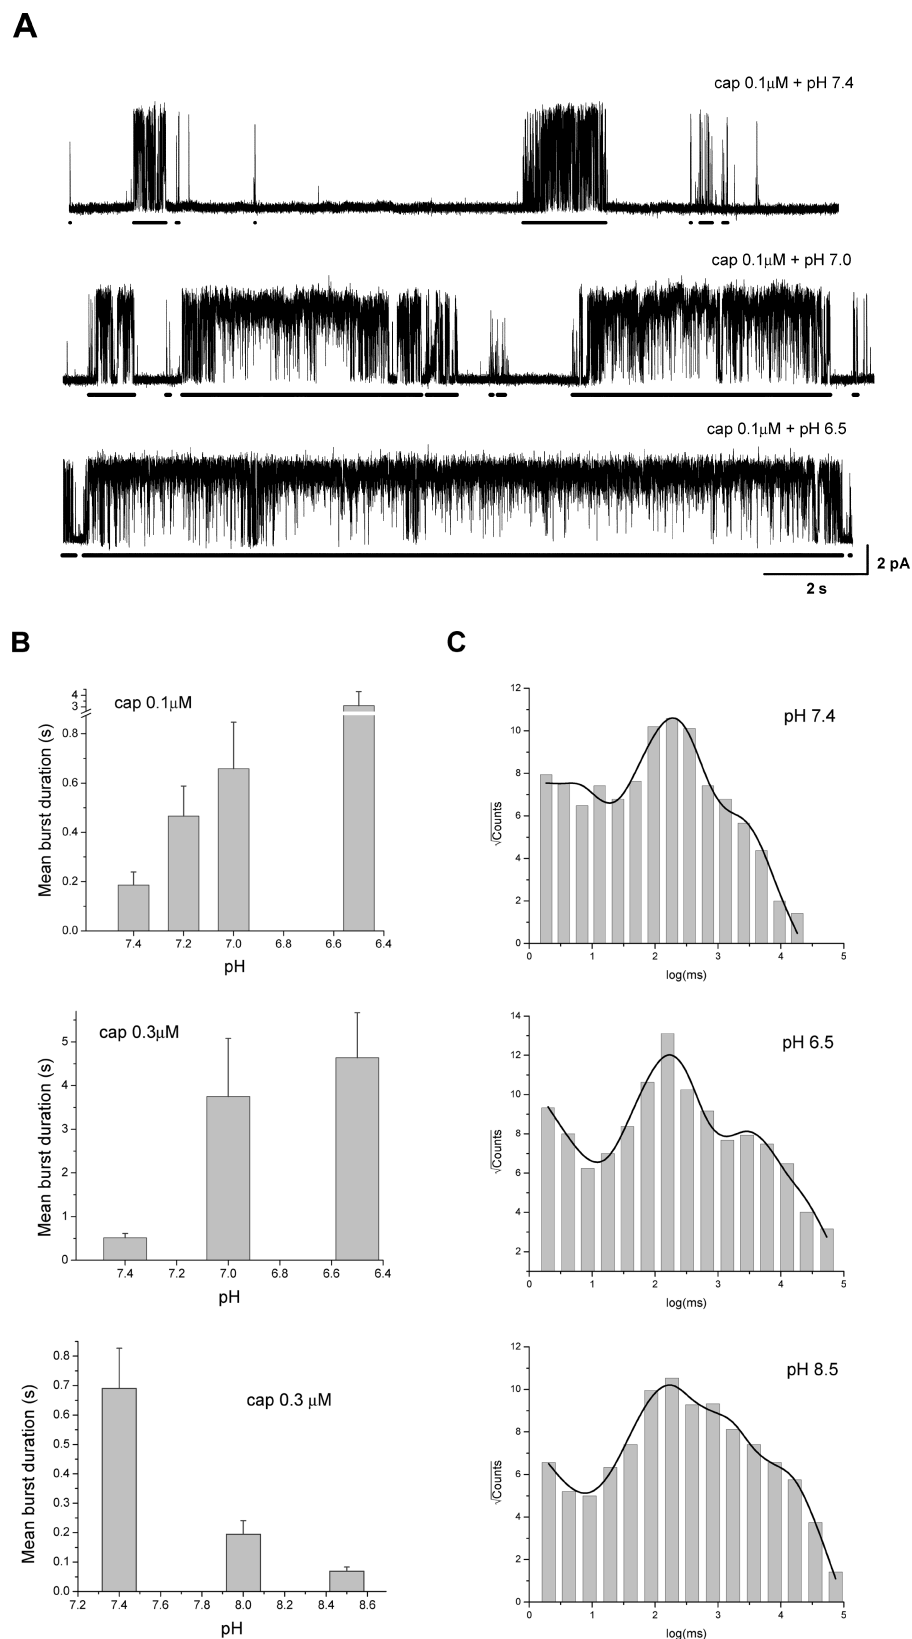 A
cap 0.1μM + pH 7.4
cap 0.1μM + pH 7.0
cap 0.1μM + pH 6.5
2 pA
2 s
B
cap 0.1μM
Mean burst duration (s)
4
3
0.8
0.6
0.4
0.2
0.0
7.4 7.2 7.0 6.8 6.6 6.4
pH
cap 0.3μM
Mean burst duration (s)
5
4
3
2
1
0
7.4 7.2 7.0 6.8 6.6 6.4
pH
cap 0.3 μM
Mean burst duration (s)
0.8
0.7
0.6
0.5
0.4
0.3
0.2
0.1
0.0
7.2 7.4 7.6 7.8 8.0 8.2 8.4 8.6
pH
C
pH 7.4
√Counts
12
10
8
6
4
2
0
0 1 2 3 4 5
log(ms)
pH 6.5
√Counts
14
12
10
8
6
4
2
0 1 2 3 4 5
log(ms)
pH 8.5
√Counts
12
10
8
6
4
2
0
0 1 2 3 4 5
log(ms)